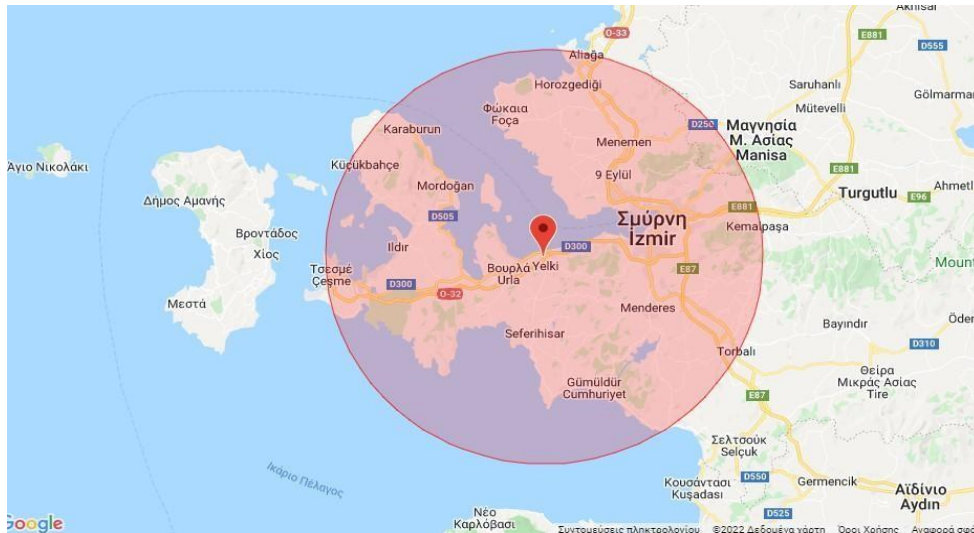 Akhisar
O-33
E881
D555
Aliağa
Horozgediği
Saruhanlı
Gölmarmara
Φώκαια
Foça
Mütevelli
D250
Μαγνησία
Μ. Ασίας
Manisa
Karaburun
Menemen
E881
Άγιο Νικολάκι
Küçükbahçe
9 Eylül
Mordoğan
Turgutlu
E96
Δήμος Αμανής
D505
Σμύρνη
İzmir
E881
Kemalpaşa
Βροντάδος
Χίος
Ildır
D300
Τσεσμέ
Çeşme
Βουρλά
Urla
Yelki
E87
D300
O-32
Μεστά
Menderes
Seferihisar
Bayındır
D310
Torbalı
Θείρα
Μικράς Ασίας
Tire
Gümüldür
Cumhuriyet
E87
Σελτσούκ
Selçuk
Ικάριο Πέλαγος
Κουσάντασι
Kuşadası
D550
Germencik
Αϊδίνιο
Aydın
Νέο
Καρλόβασι
D525
Google
Συντομεύσεις πληκτρολογίου ©2022 Δεδομένα χάρτη Όροι Χρήσης